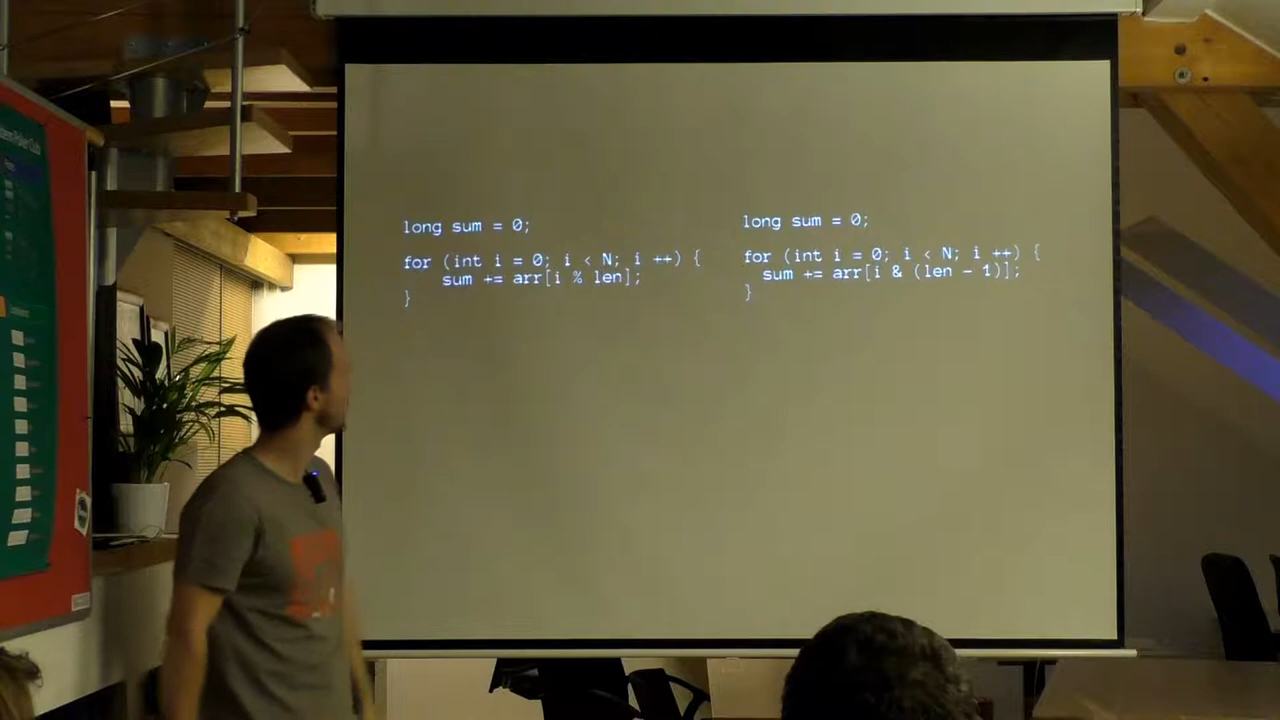 long sum = 0;
for (int i = 0; i < N; i ++) {
sum += arr[i % len];
}
long sum = 0;
for (int i = 0; i < N; i ++) {
sum += arr[i & (len - 1)];
}